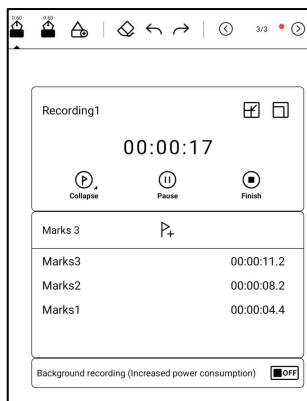 0.60 0.60 3/3
Recording1
00:00:17
Collapse Pause Finish
Marks 3
Marks3 00:00:11.2
Marks2 00:00:08.2
Marks1 00:00:04.4
Background recording (Increased power consumption) OFF